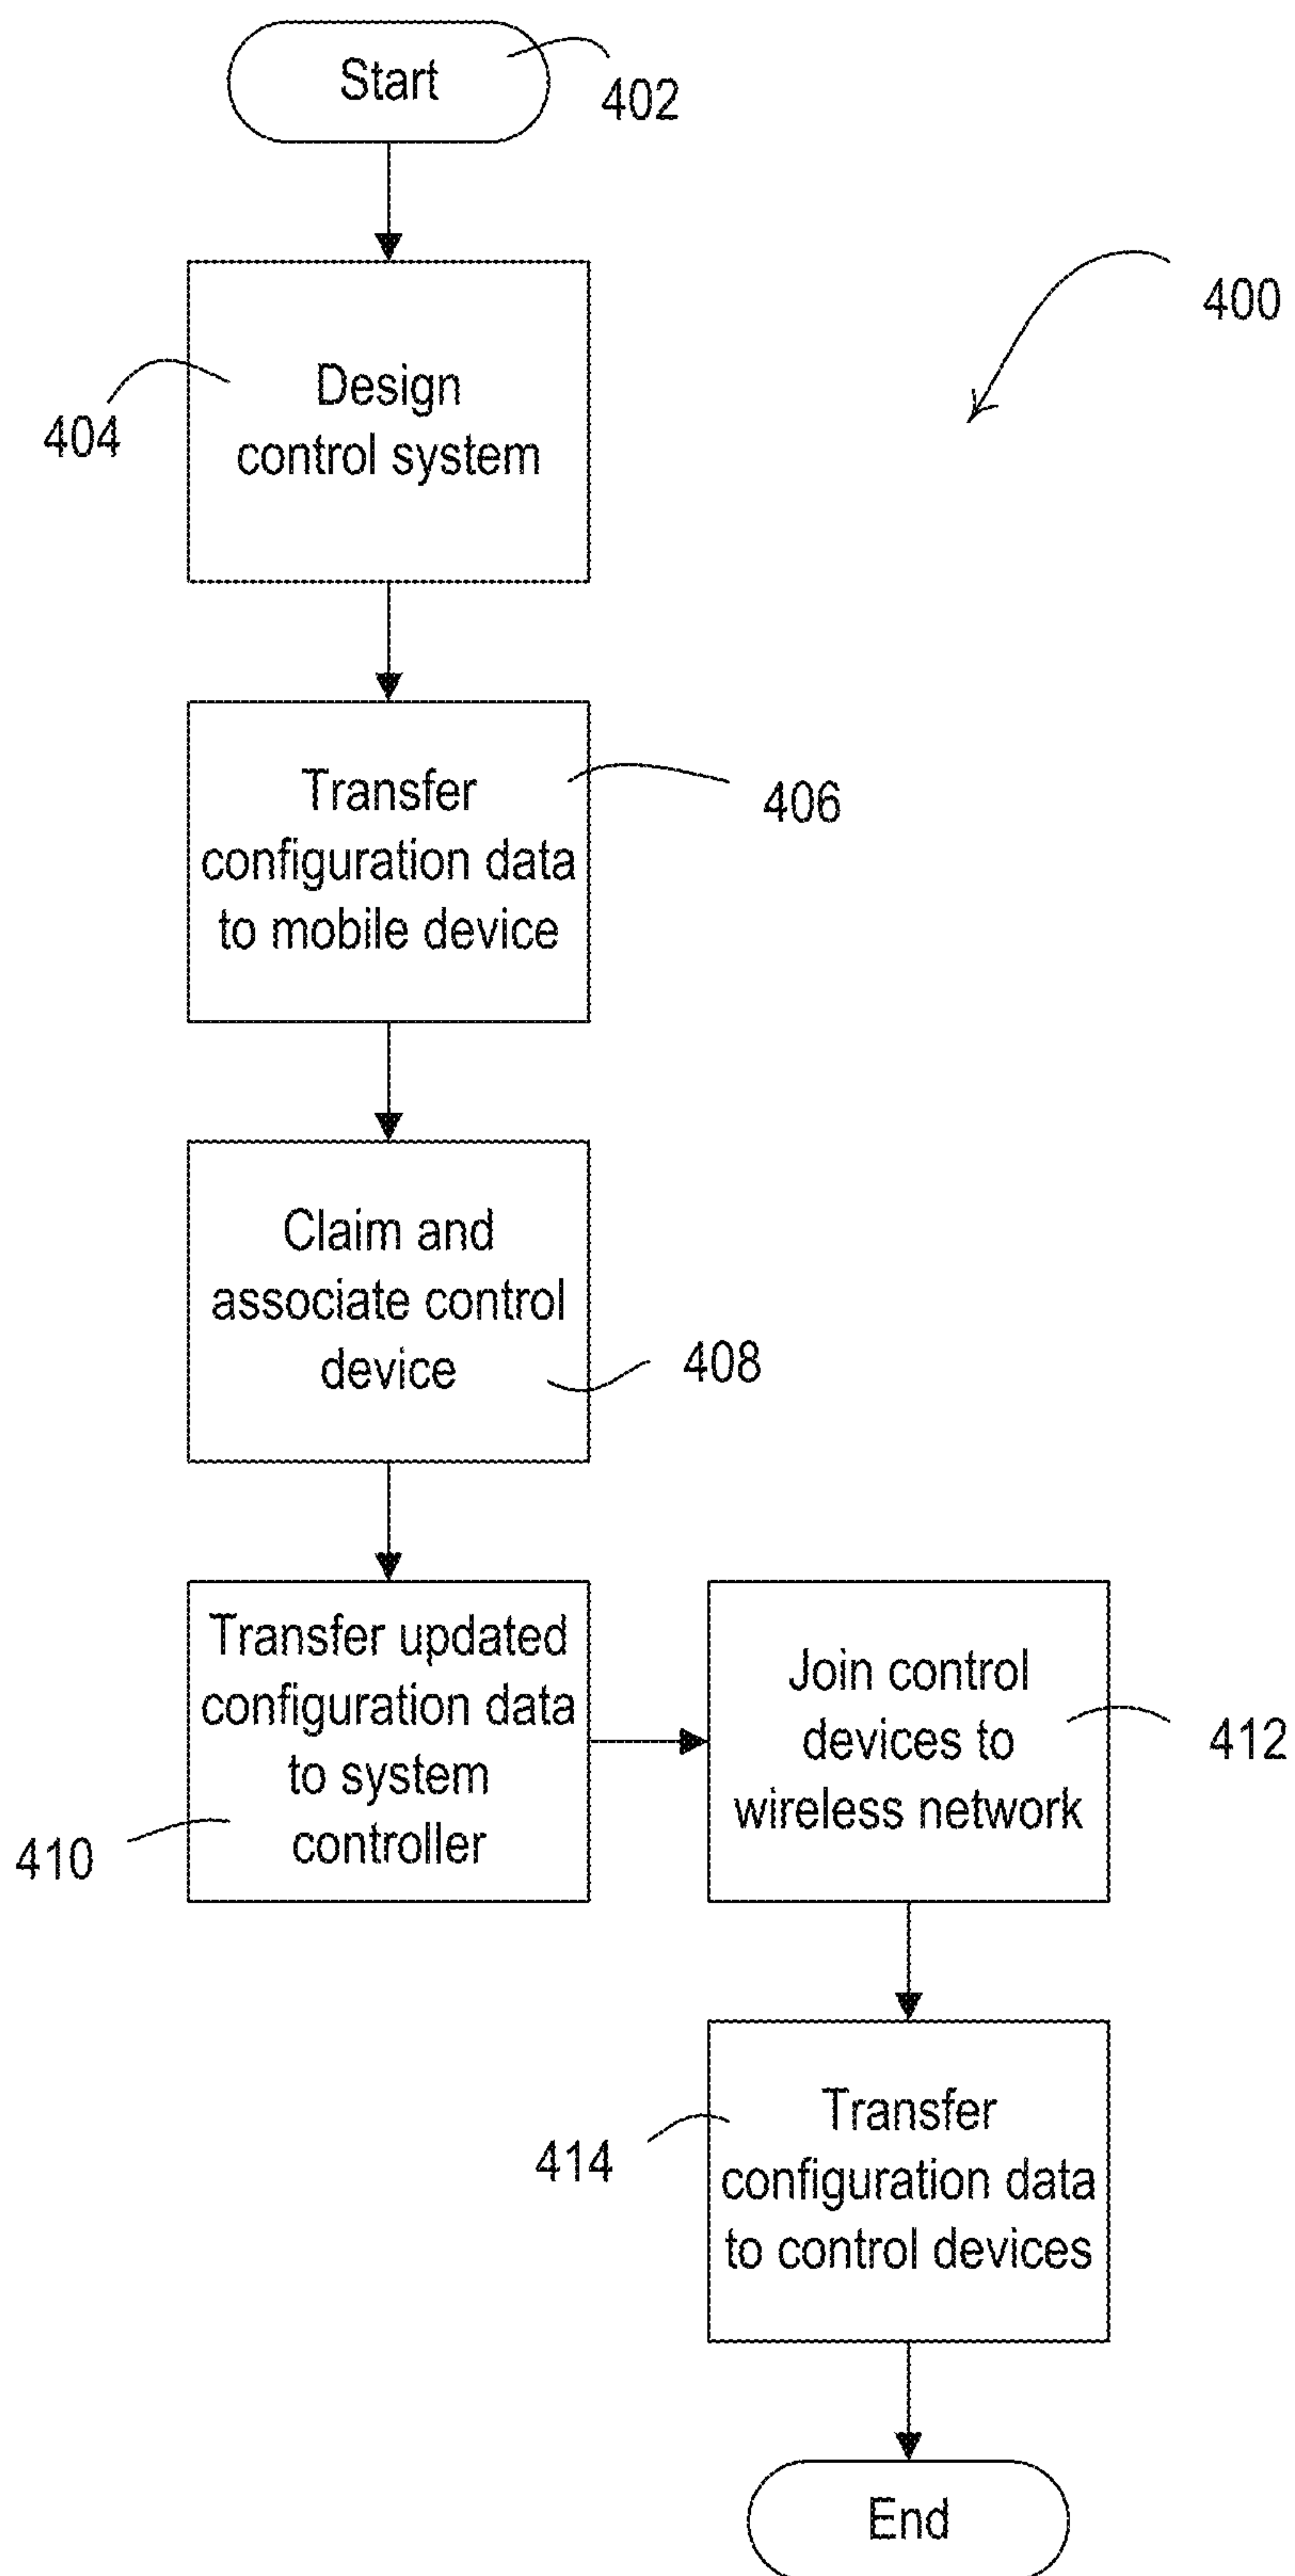 Start
402
400
Design
control system
404
Transfer
configuration data
to mobile device
406
Claim and
associate control
device
408
Transfer updated
configuration data
to system
controller
410
Join control
devices to
wireless network
412
Transfer
configuration data
to control devices
414
End